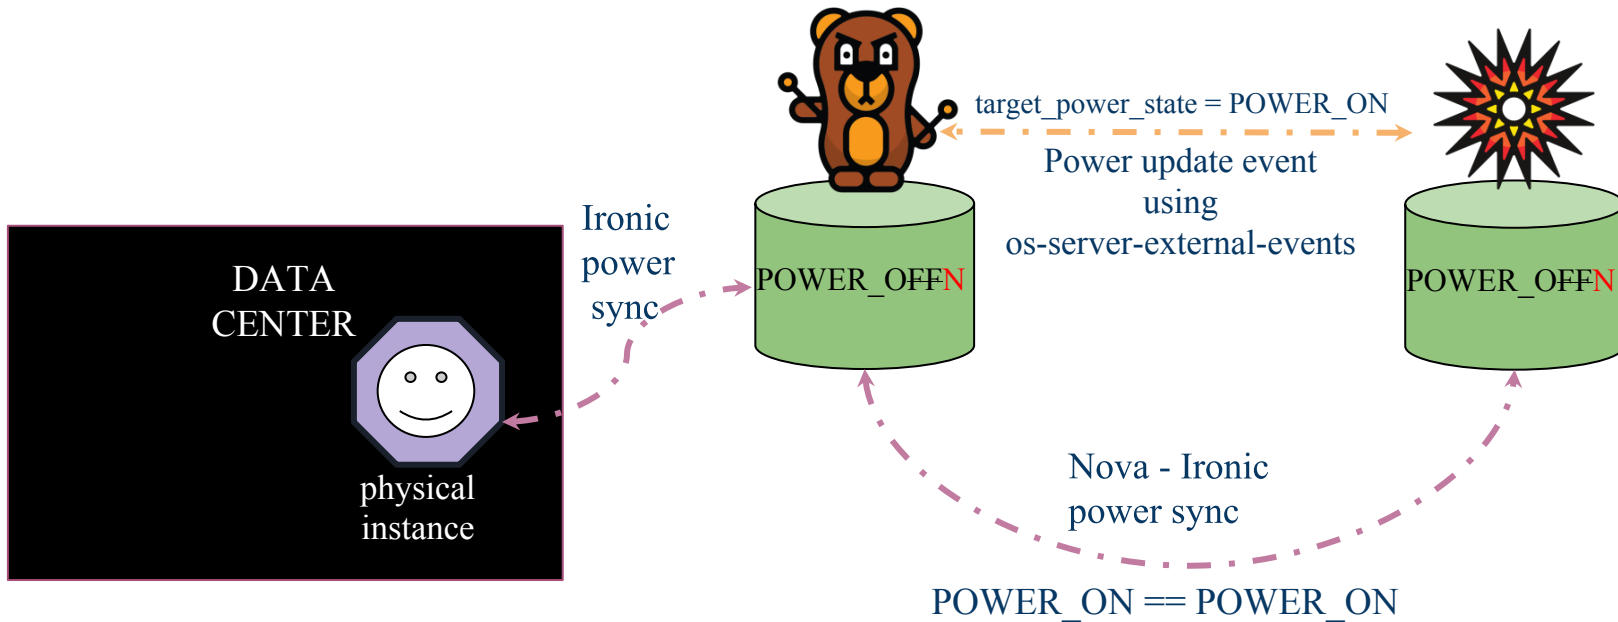 target_power_state = POWER_ON
Power update event
using
os-server-external-events
Ironic
power
sync
DATA
CENTER
physical
instance
POWER_OFFN
POWER_OFFN
Nova - Ironic
power sync
POWER_ON == POWER_ON